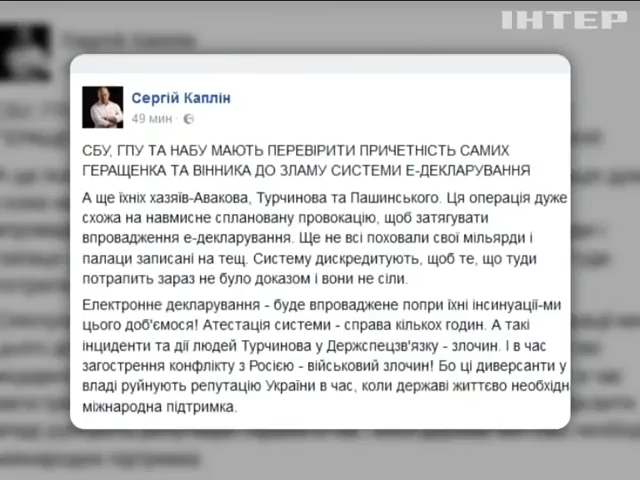 ІНТЕР
Сергій Каплін
49 мин ·
СБУ, ГПУ ТА НАБУ МАЮТЬ ПЕРЕВІРИТИ ПРИЧЕТНІСТЬ САМИХ
ГЕРАЩЕНКА ТА ВІННИКА ДО ЗЛАМУ СИСТЕМИ Е-ДЕКЛАРУВАННЯ
А ще їхніх хазяїв-Авакова, Турчинова та Пашинського. Ця операція дуже
схожа на навмисне сплановану провокацію, щоб затягувати
впровадження е-декларування. Ще не всі поховали свої мільярди і
палаци записані на тещ. Систему дискредитують, щоб те, що туди
потрапить зараз не було доказом і вони не сіли.
Електронне декларування - буде впроваджене попри їхні інсинуації-ми
цього доб'ємося! Атестація системи - справа кількох годин. А такі
інциденти та дії людей Турчинова у Держспецзв'язку - злочин. І в час
загострення конфлікту з Росією - військовий злочин! Бо ці диверсанти у
владі руйнують репутацію України в час, коли державі життєво необхідна
міжнародна підтримка.